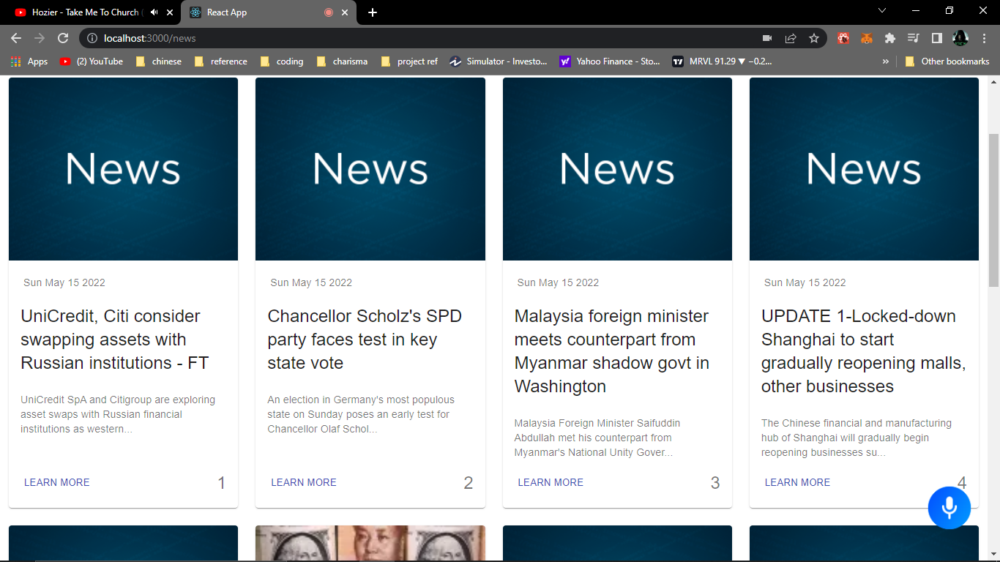 Hozier - Take Me To Church (
React App
localhost:3000/news
Apps
(2) YouTube
chinese
reference
coding
charisma
project ref
Simulator - Investo...
Yahoo Finance - Sto...
MRVL 91.29 ▼ −0.2...
»
Other bookmarks
News
News
News
News
Sun May 15 2022
UniCredit, Citi consider
swapping assets with
Russian institutions - FT
UniCredit SpA and Citigroup are exploring
asset swaps with Russian financial
institutions as western...
LEARN MORE
1
Sun May 15 2022
Chancellor Scholz's SPD
party faces test in key
state vote
An election in Germany's most populous
state on Sunday poses an early test for
Chancellor Olaf Schol...
LEARN MORE
2
Sun May 15 2022
Malaysia foreign minister
meets counterpart from
Myanmar shadow govt in
Washington
Malaysia Foreign Minister Saifuddin
Abdullah met his counterpart from
Myanmar's National Unity Gover...
LEARN MORE
3
Sun May 15 2022
UPDATE 1-Locked-down
Shanghai to start
gradually reopening malls,
other businesses
The Chinese financial and manufacturing
hub of Shanghai will gradually begin
reopening businesses su...
LEARN MORE
4